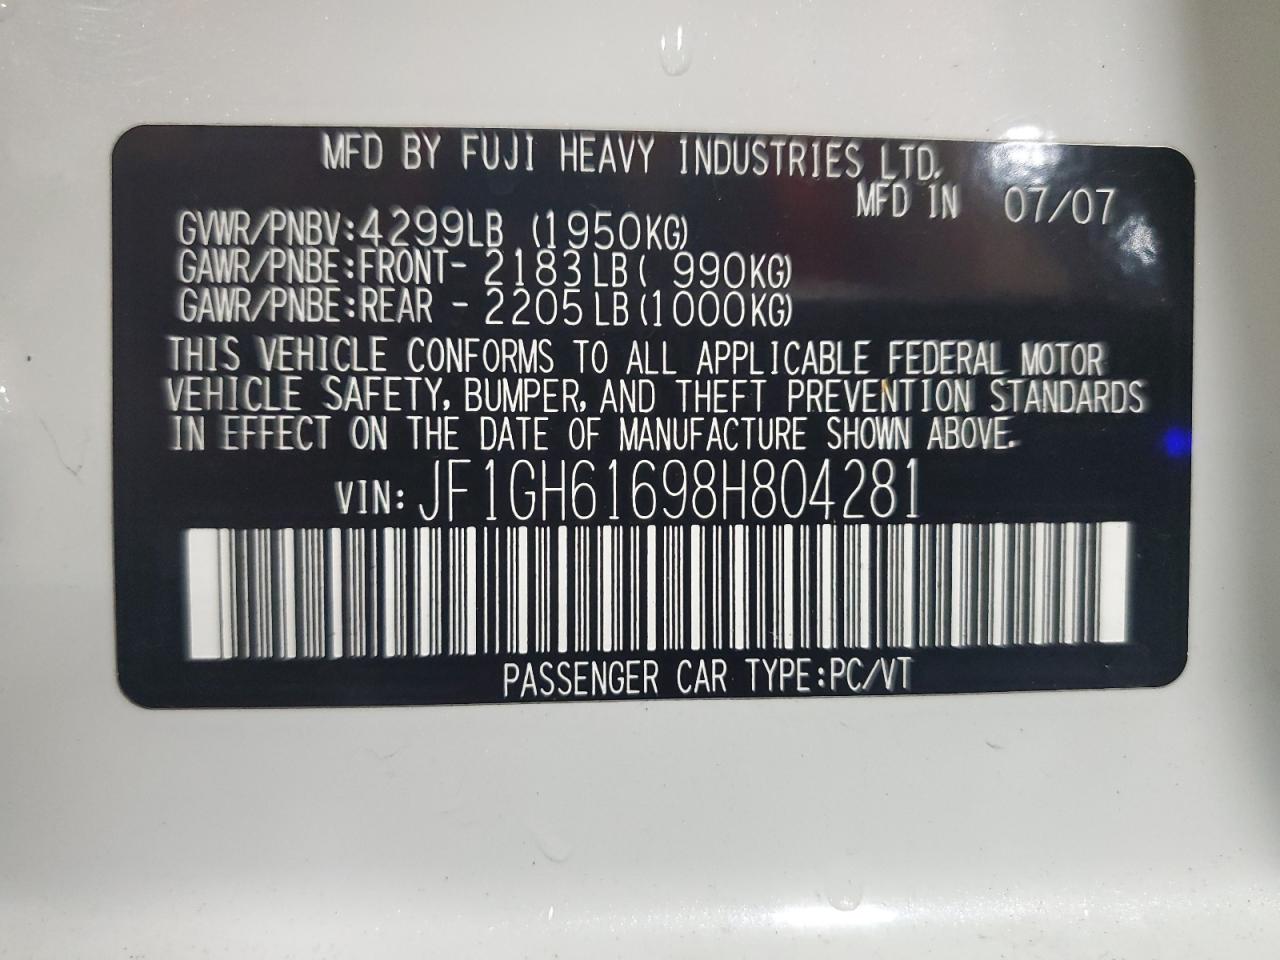 MFD BY FUJI HEAVY INDUSTRIES LTD.
MFD IN 07/07
GVWR/PNBV:4299LB (1950KG)
GAWR/PNBE:FRONT- 2183LB( 990KG)
GAWR/PNBE:REAR - 2205LB(1000KG)
THIS VEHICLE CONFORMS TO ALL APPLICABLE FEDERAL MOTOR
VEHICLE SAFETY, BUMPER, AND THEFT PREVENTION STANDARDS
IN EFFECT ON THE DATE OF MANUFACTURE SHOWN ABOVE.
VIN: JF1GH61698H804281
PASSENGER CAR TYPE:PC/VT